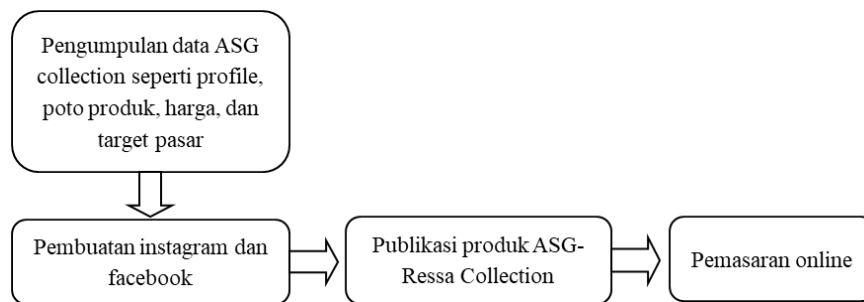 Pengumpulan data ASG
collection seperti profile,
poto produk, harga, dan
target pasar
Pembuatan instagram dan
facebook
Publikasi produk ASG-
Ressa Collection
Pemasaran online